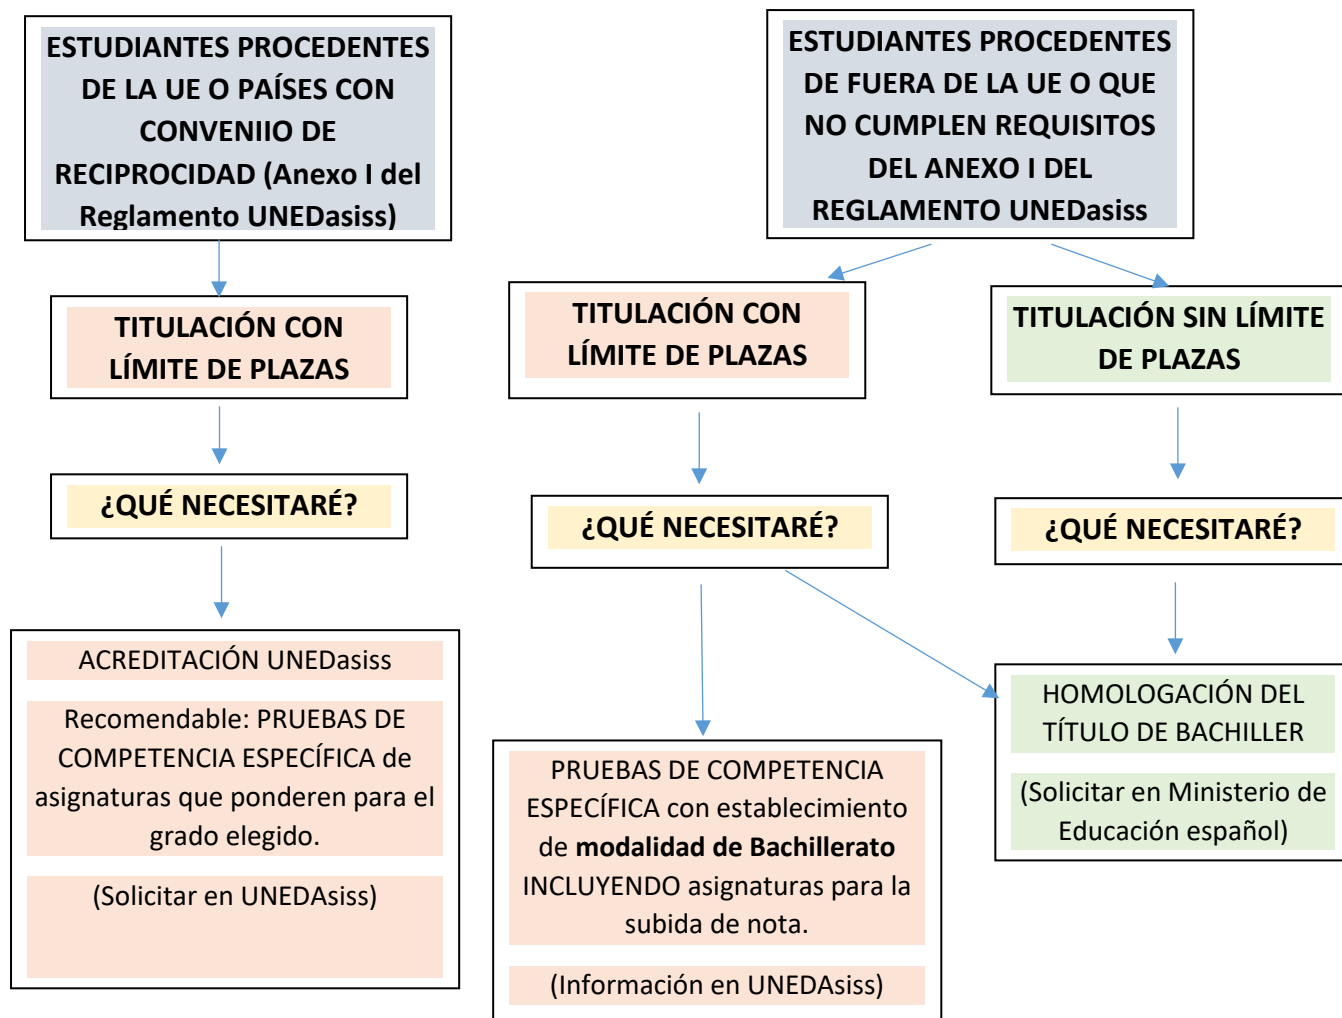 ESTUDIANTES PROCEDENTES
DE LA UE O PAÍSES CON
CONVENIIO DE
RECIPROCIDAD (Anexo I del
Reglamento UNEDasiss)
TITULACIÓN CON
LÍMITE DE PLAZAS
¿QUÉ NECESITARÉ?
ACREDITACIÓN UNEDasiss
Recomendable: PRUEBAS DE
COMPETENCIA ESPECÍFICA de
asignaturas que ponderen para el
grado elegido.
(Solicitar en UNEDAsiss)
ESTUDIANTES PROCEDENTES
DE FUERA DE LA UE O QUE
NO CUMPLEN REQUISITOS
DEL ANEXO I DEL
REGLAMENTO UNEDasiss
TITULACIÓN CON
LÍMITE DE PLAZAS
¿QUÉ NECESITARÉ?
PRUEBAS DE COMPETENCIA
ESPECÍFICA con establecimiento
de modalidad de Bachillerato
INCLUYENDO asignaturas para la
subida de nota.
(Información en UNEDAsiss)
TITULACIÓN SIN LÍMITE
DE PLAZAS
¿QUÉ NECESITARÉ?
HOMOLOGACIÓN DEL
TÍTULO DE BACHILLER
(Solicitar en Ministerio de
Educación español)